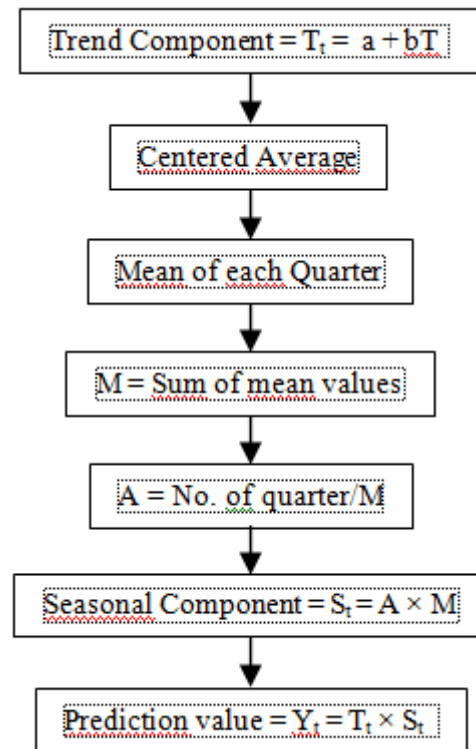 Trend Component = Tₜ = a + bT
Centered Average
Mean of each Quarter
M = Sum of mean values
A = No. of quarter/M
Seasonal Component = Sₜ = A × M
Prediction value = Yₜ = Tₜ × Sₜ